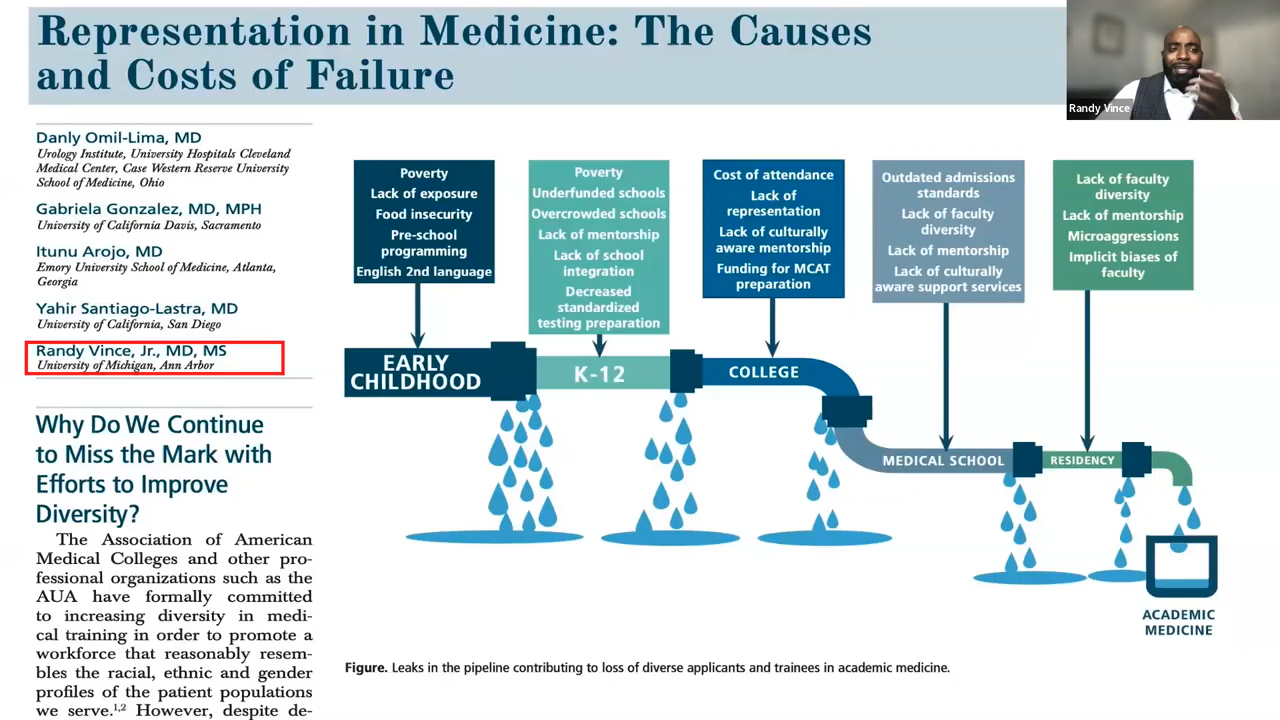 Representation in Medicine: The Causes
and Costs of Failure
Randy Vince
Danly Omil-Lima, MD
Urology Institute, University Hospitals Cleveland
Medical Center, Case Western Reserve University
School of Medicine, Ohio
Gabriela Gonzalez, MD, MPH
University of California Davis, Sacramento
Itunu Arojo, MD
Emory University School of Medicine, Atlanta,
Georgia
Yahir Santiago-Lastra, MD
University of California, San Diego
Randy Vince, Jr., MD, MS
University of Michigan, Ann Arbor
Why Do We Continue
to Miss the Mark with
Efforts to Improve
Diversity?
The Association of American
Medical Colleges and other pro-
fessional organizations such as the
AUA have formally committed
to increasing diversity in medi-
cal training in order to promote a
workforce that reasonably resem-
bles the racial, ethnic and gender
profiles of the patient populations
we serve.1,2 However, despite de-
Poverty
Lack of exposure
Food insecurity
Pre-school
programming
English 2nd language
Poverty
Underfunded schools
Overcrowded schools
Lack of mentorship
Lack of school
integration
Decreased
standardized
testing preparation
Cost of attendance
Lack of
representation
Lack of culturally
aware mentorship
Funding for MCAT
preparation
Outdated admissions
standards
Lack of faculty
diversity
Lack of mentorship
Lack of culturally
aware support services
Lack of faculty
diversity
Lack of mentorship
Microaggressions
Implicit biases of
faculty
EARLY
CHILDHOOD
K-12
COLLEGE
MEDICAL SCHOOL
RESIDENCY
ACADEMIC
MEDICINE
Figure. Leaks in the pipeline contributing to loss of diverse applicants and trainees in academic medicine.